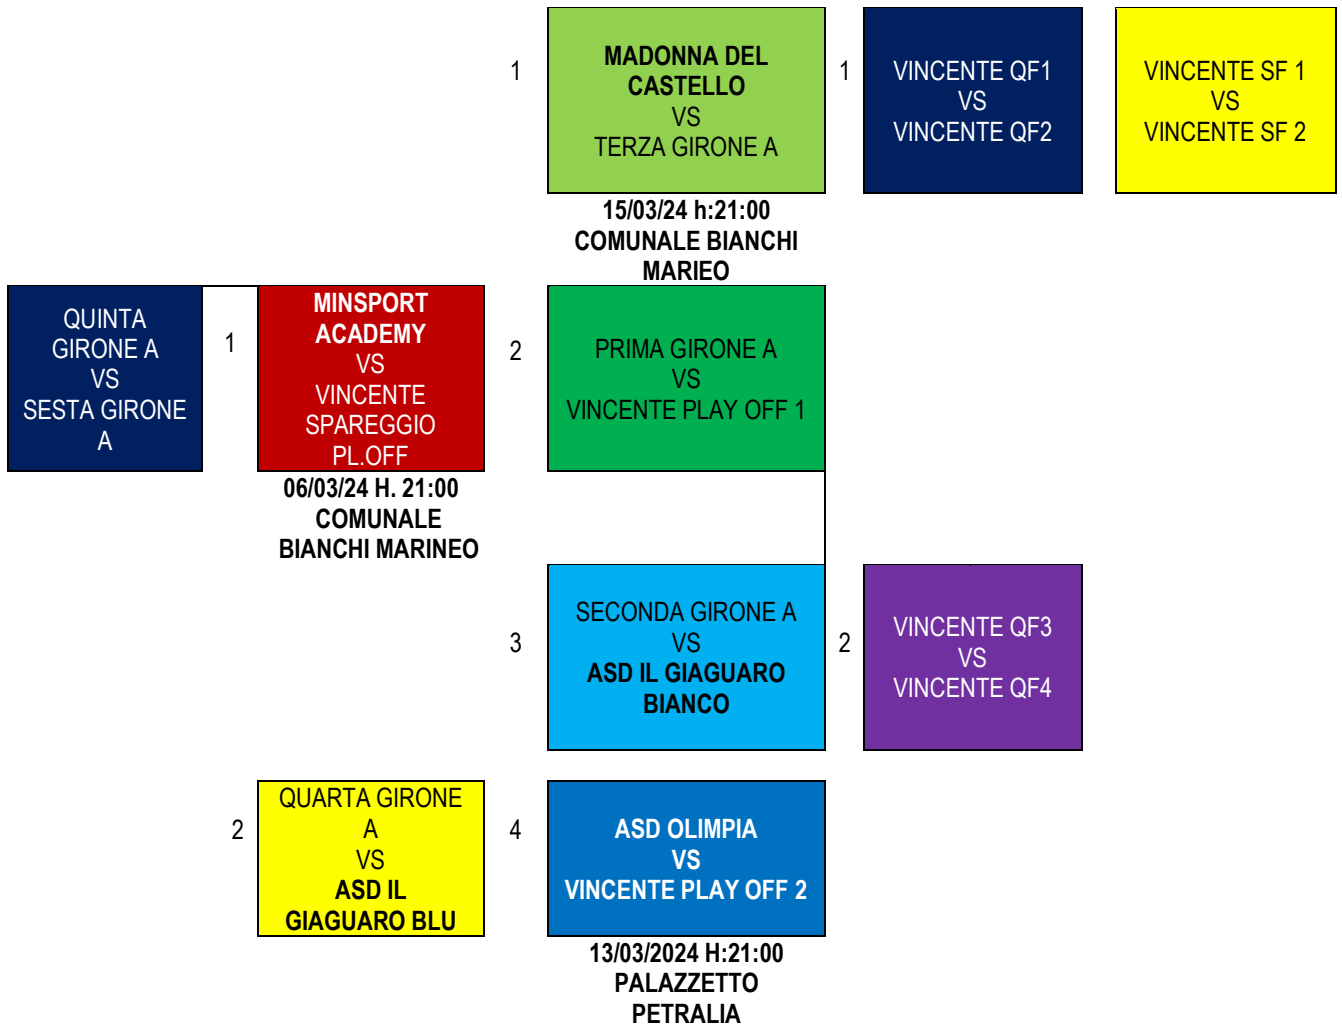 1
MADONNA DEL
CASTELLO
VS
TERZA GIRONE A
1
VINCENTE QF1
VS
VINCENTE QF2
VINCENTE SF 1
VS
VINCENTE SF 2
15/03/24 h:21:00
COMUNALE BIANCHI
MARIEO
QUINTA
GIRONE A
VS
SESTA GIRONE
A
1
MINSPORT
ACADEMY
VS
VINCENTE
SPAREGGIO
PL.OFF
2
PRIMA GIRONE A
VS
VINCENTE PLAY OFF 1
06/03/24 H. 21:00
COMUNALE
BIANCHI MARINEO
3
SECONDA GIRONE A
VS
ASD IL GIAGUARO
BIANCO
2
VINCENTE QF3
VS
VINCENTE QF4
2
QUARTA GIRONE
A
VS
ASD IL
GIAGUARO BLU
4
ASD OLIMPIA
VS
VINCENTE PLAY OFF 2
13/03/2024 H:21:00
PALAZZETTO
PETRALIA